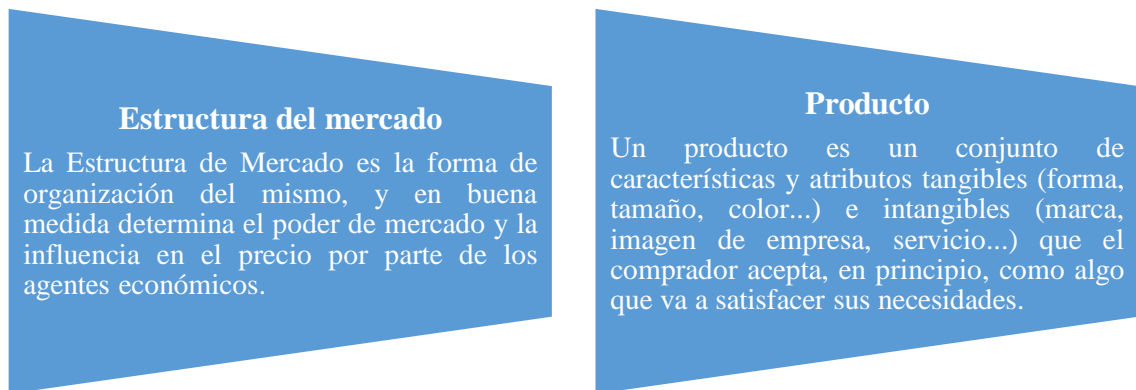 Estructura del mercado
La Estructura de Mercado es la forma de
organización del mismo, y en buena
medida determina el poder de mercado y la
influencia en el precio por parte de los
agentes económicos.
Producto
Un producto es un conjunto de
características y atributos tangibles (forma,
tamaño, color...) e intangibles (marca,
imagen de empresa, servicio...) que el
comprador acepta, en principio, como algo
que va a satisfacer sus necesidades.